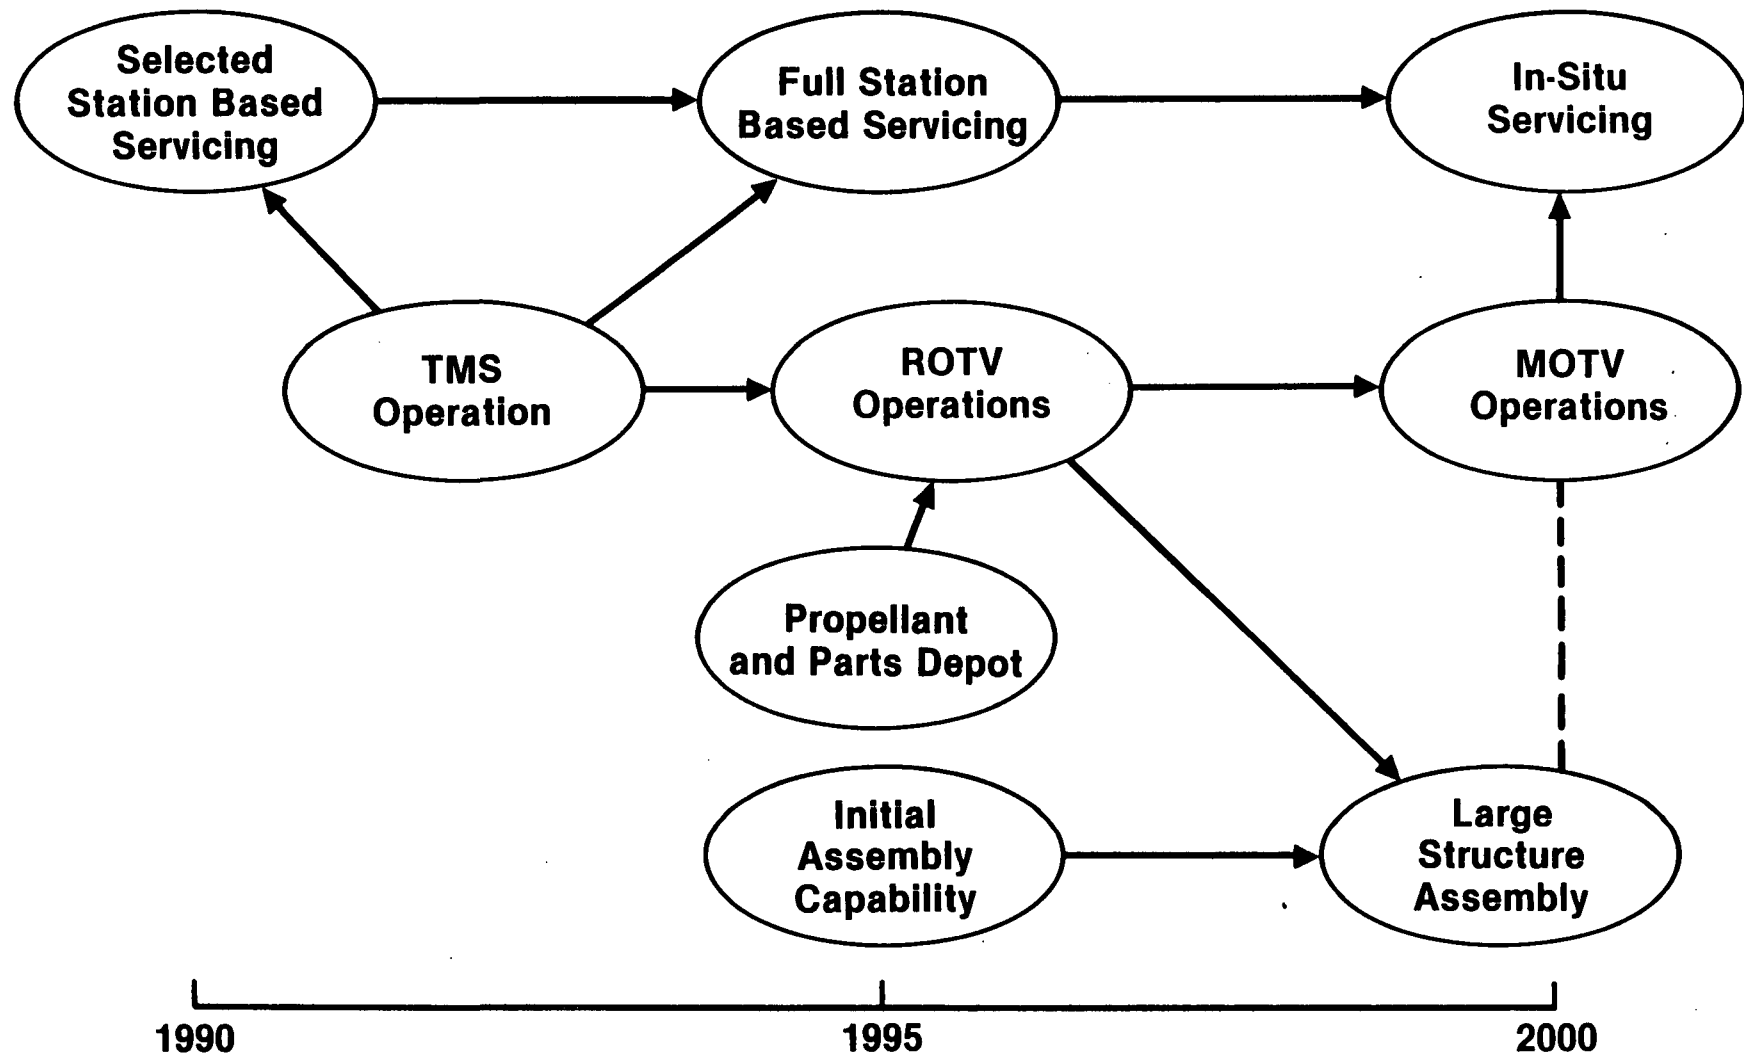 Selected
Station Based
Servicing
Full Station
Based Servicing
In-Situ
Servicing
TMS
Operation
ROTV
Operations
MOTV
Operations
Propellant
and Parts Depot
Initial
Assembly
Capability
Large
Structure
Assembly
1990
1995
2000